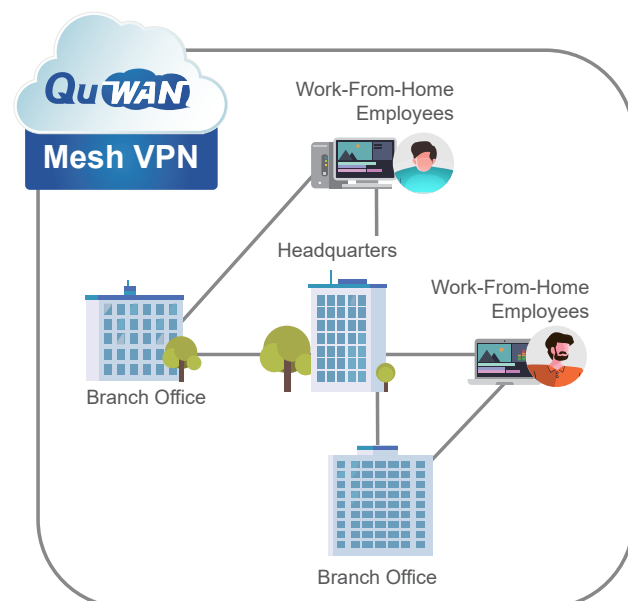 QuWAN
Mesh VPN
Work-From-Home
Employees
Headquarters
Work-From-Home
Employees
Branch Office
Branch Office